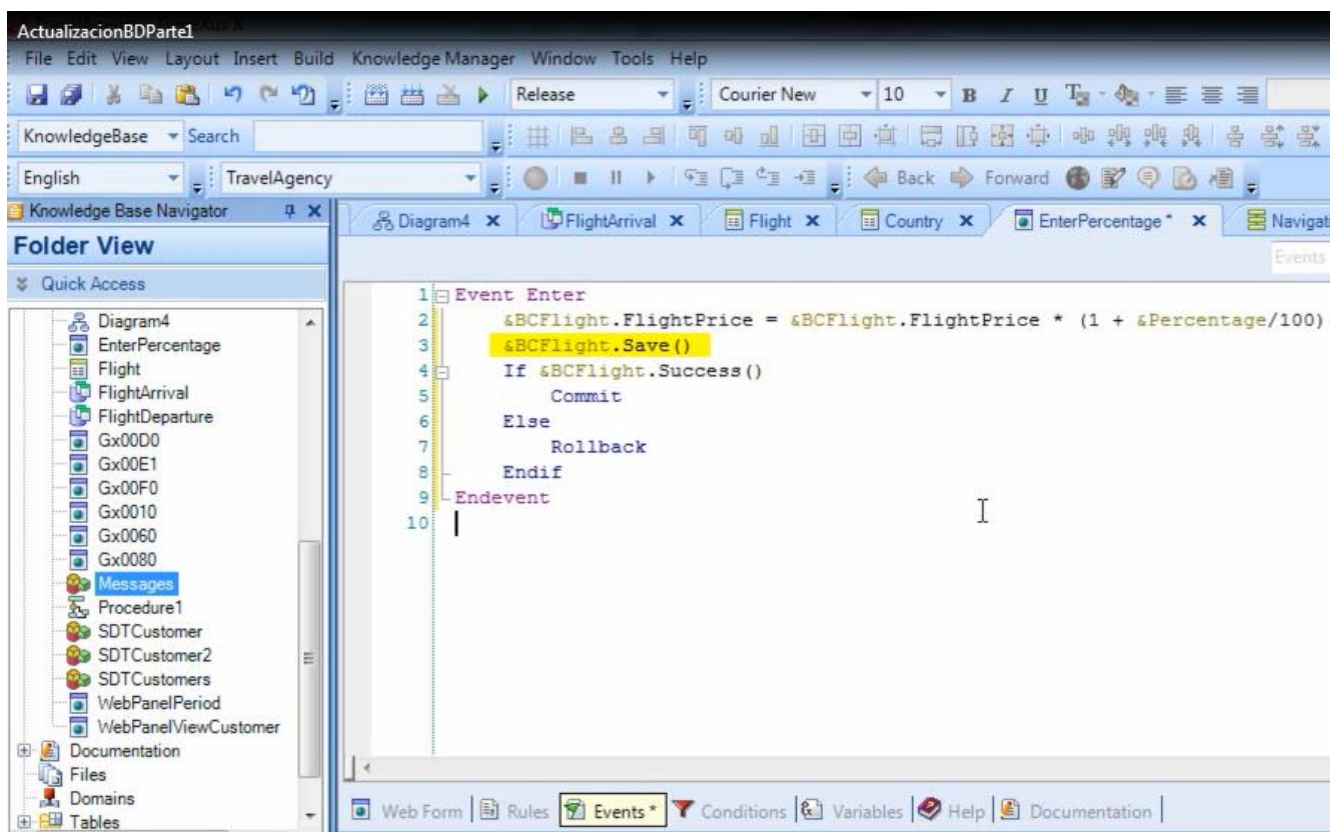 ActualizacionBDParte1
File Edit View Layout Insert Build Knowledge Manager Window Tools Help
Release Courier New 10 B I U
KnowledgeBase Search
English TravelAgency Back Forward
Knowledge Base Navigator
Diagram4 FlightArrival Flight Country EnterPercentage* Navigati
Folder View
Events
Quick Access
Diagram4
EnterPercentage
Flight
FlightArrival
FlightDeparture
Gx00D0
Gx00E1
Gx00F0
Gx0010
Gx0060
Gx0080
Messages
Procedure1
SDTCustomer
SDTCustomer2
SDTCustomers
WebPanelPeriod
WebPanelViewCustomer
Documentation
Files
Domains
Tables
1 Event Enter
2 &BCFlight.FlightPrice = &BCFlight.FlightPrice * (1 + &Percentage/100)
3 &BCFlight.Save()
4 If &BCFlight.Success()
5 Commit
6 Else
7 Rollback
8 Endif
9 Endevent
10
Web Form Rules Events* Conditions Variables Help Documentation